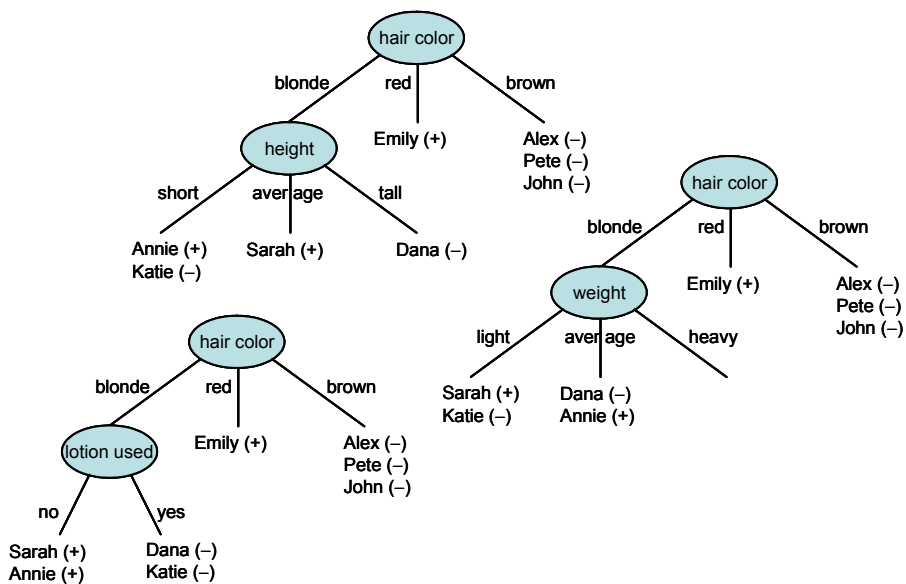 hair color
blonde red brown
Emily (+)
Alex (–)
Pete (–)
John (–)
height
short average tall
Annie (+)
Katie (–)
Sarah (+)
Dana (–)
hair color
blonde red brown
Emily (+)
Alex (–)
Pete (–)
John (–)
weight
light average heavy
Sarah (+)
Katie (–)
Dana (–)
Annie (+)
hair color
blonde red brown
Emily (+)
Alex (–)
Pete (–)
John (–)
lotion used
no yes
Sarah (+)
Annie (+)
Dana (–)
Katie (–)